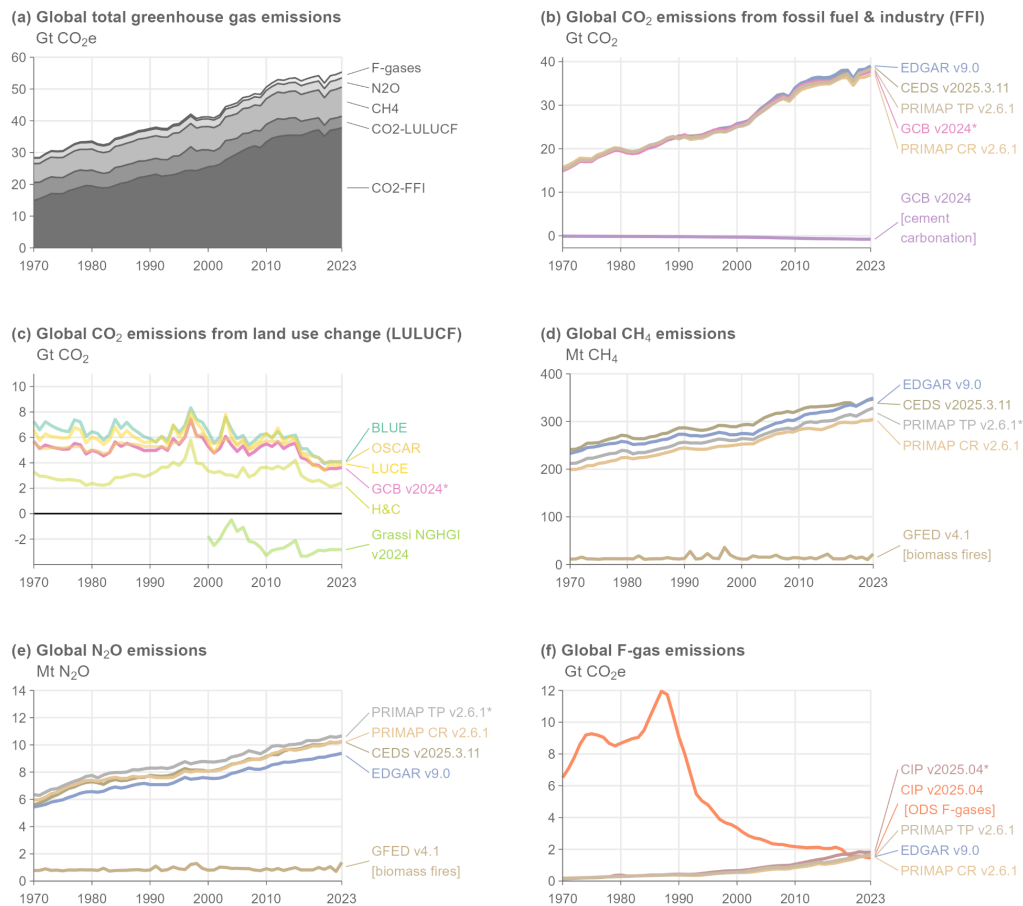 (a) Global total greenhouse gas emissions
Gt CO₂e
60
50
40
30
20
10
0
1970
1980
1990
2000
2010
2023
F-gases
N2O
CH4
CO2-LULUCF
CO2-FFI
(b) Global CO₂ emissions from fossil fuel & industry (FFI)
Gt CO₂
40
30
20
10
0
1970
1980
1990
2000
2010
2023
EDGAR v9.0
CEDS v2025.3.11
PRIMAP TP v2.6.1
GCB v2024*
PRIMAP CR v2.6.1
GCB v2024
[cement
carbonation]
(c) Global CO₂ emissions from land use change (LULUCF)
Gt CO₂
10
8
6
4
2
0
-2
1970
1980
1990
2000
2010
2023
BLUE
OSCAR
LUCE
GCB v2024*
H&C
Grassi NGHGI
v2024
(d) Global CH₄ emissions
Mt CH₄
400
300
200
100
0
1970
1980
1990
2000
2010
2023
EDGAR v9.0
CEDS v2025.3.11
PRIMAP TP v2.6.1*
PRIMAP CR v2.6.1
GFED v4.1
[biomass fires]
(e) Global N₂O emissions
Mt N₂O
14
12
10
8
6
4
2
0
1970
1980
1990
2000
2010
2023
PRIMAP TP v2.6.1*
PRIMAP CR v2.6.1
CEDS v2025.3.11
EDGAR v9.0
GFED v4.1
[biomass fires]
(f) Global F-gas emissions
Gt CO₂e
12
10
8
6
4
2
0
1970
1980
1990
2000
2010
2023
CIP v2025.04*
CIP v2025.04
[ODS F-gases]
PRIMAP TP v2.6.1
EDGAR v9.0
PRIMAP CR v2.6.1